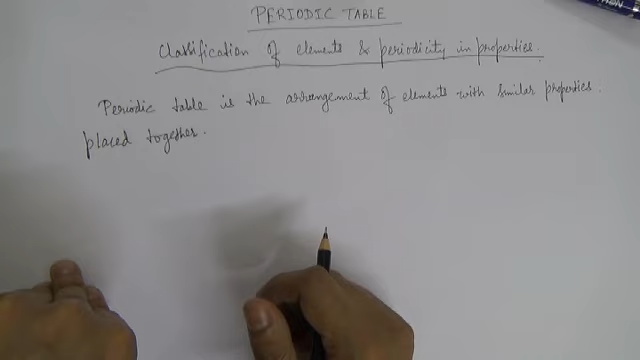 PERIODIC TABLE
Classification of elements & periodicity in properties.
Periodic table is the arrangement of elements with similar properties.
placed together.